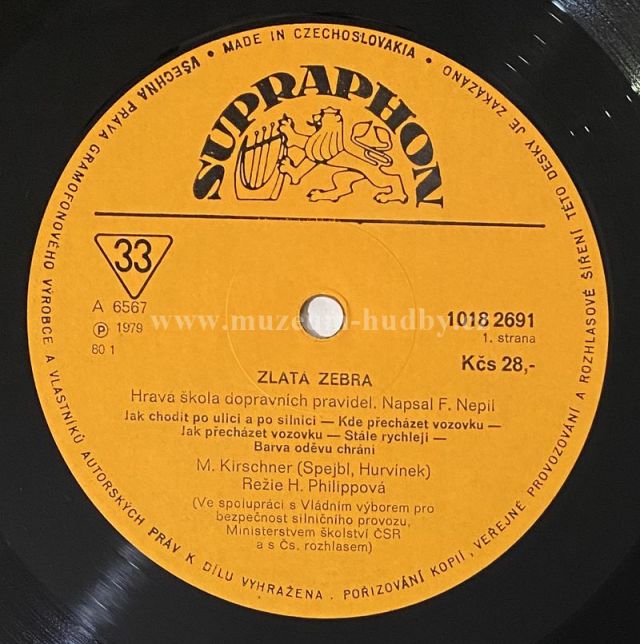 VŠECHNA PRÁVA GRAMOFONOVÉHO VÝROBCE A VLASTNÍKŮ AUTORSKÝCH PRÁV K DÍLU VYHRAŽENA. POŘIZOVÁNÍ KOPIÍ, VEŘEJNÉ PROVOZOVÁNÍ A ROZHLASOVÉ ŠÍŘENÍ TÉTO DESKY JE ZAKÁZÁNO
• MADE IN CZECHOSLOVAKIA •
SUPRAPHON
33
A 6567
Ⓟ 1979
80 1
www.muzeum-hudby.cz
1018 2691
1. strana
Kčs 28,-
ZLATÁ ZEBRA
Hravá škola dopravních pravidel. Napsal F. Nepil
Jak chodit po ulici a po silnici — Kde přecházet vozovku —
Jak přecházet vozovku — Stále rychleji —
Barva oděvu chrání
M. Kirschner (Spejbl, Hurvínek)
Režie H. Philippová
(Ve spolupráci s Vládním výborem pro
bezpečnost silničního provozu,
Ministerstvem školství ČSR
a s Čs. rozhlasem)